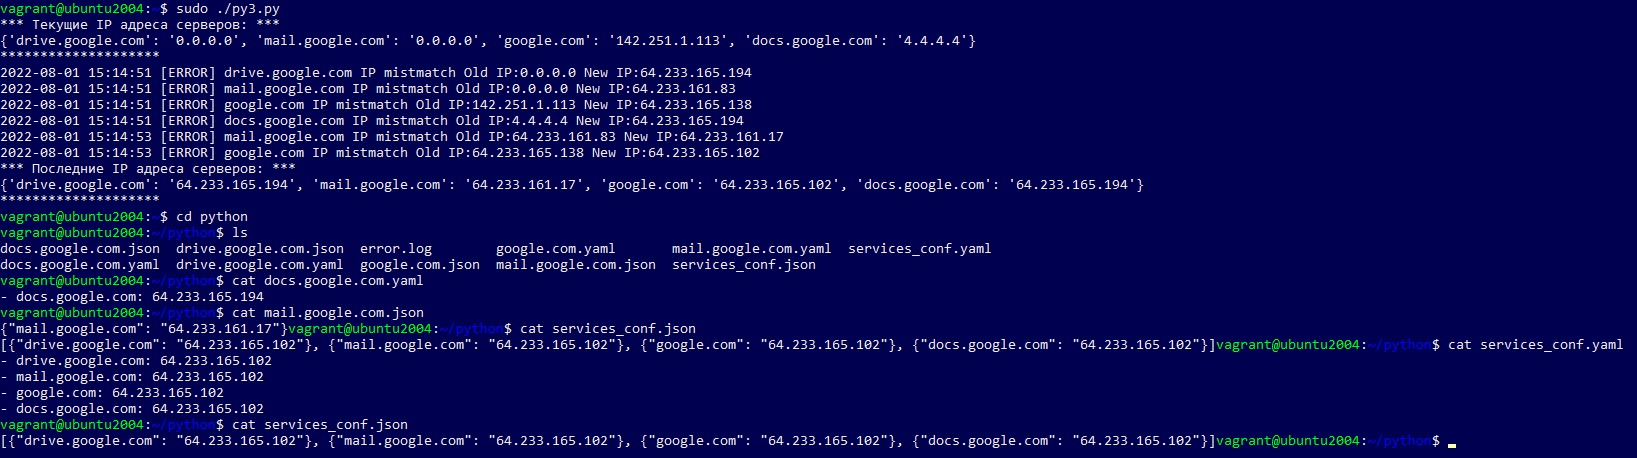 vagrant@ubuntu2004:~$ sudo ./py3.py
*** Текущие IP адреса серверов: ***
{'drive.google.com': '0.0.0.0', 'mail.google.com': '0.0.0.0', 'google.com': '142.251.1.113', 'docs.google.com': '4.4.4.4'}
********************
2022-08-01 15:14:51 [ERROR] drive.google.com IP mistmatch Old IP:0.0.0.0 New IP:64.233.165.194
2022-08-01 15:14:51 [ERROR] mail.google.com IP mistmatch Old IP:0.0.0.0 New IP:64.233.161.83
2022-08-01 15:14:51 [ERROR] google.com IP mistmatch Old IP:142.251.1.113 New IP:64.233.165.138
2022-08-01 15:14:51 [ERROR] docs.google.com IP mistmatch Old IP:4.4.4.4 New IP:64.233.165.194
2022-08-01 15:14:53 [ERROR] mail.google.com IP mistmatch Old IP:64.233.161.83 New IP:64.233.161.17
2022-08-01 15:14:53 [ERROR] google.com IP mistmatch Old IP:64.233.165.138 New IP:64.233.165.102
*** Последние IP адреса серверов: ***
{'drive.google.com': '64.233.165.194', 'mail.google.com': '64.233.161.17', 'google.com': '64.233.165.102', 'docs.google.com': '64.233.165.194'}
********************
vagrant@ubuntu2004:~$ cd python
vagrant@ubuntu2004:~/python$ ls
docs.google.com.json  drive.google.com.json  error.log        google.com.yaml       mail.google.com.yaml  services_conf.yaml
docs.google.com.yaml  drive.google.com.yaml  google.com.json  mail.google.com.json  services_conf.json
vagrant@ubuntu2004:~/python$ cat docs.google.com.yaml
- docs.google.com: 64.233.165.194
vagrant@ubuntu2004:~/python$ cat mail.google.com.json
{"mail.google.com": "64.233.161.17"}vagrant@ubuntu2004:~/python$ cat services_conf.json
[{"drive.google.com": "64.233.165.102"}, {"mail.google.com": "64.233.165.102"}, {"google.com": "64.233.165.102"}, {"docs.google.com": "64.233.165.102"}]vagrant@ubuntu2004:~/python$ cat services_conf.yaml
- drive.google.com: 64.233.165.102
- mail.google.com: 64.233.165.102
- google.com: 64.233.165.102
- docs.google.com: 64.233.165.102
vagrant@ubuntu2004:~/python$ cat services_conf.json
[{"drive.google.com": "64.233.165.102"}, {"mail.google.com": "64.233.165.102"}, {"google.com": "64.233.165.102"}, {"docs.google.com": "64.233.165.102"}]vagrant@ubuntu2004:~/python$